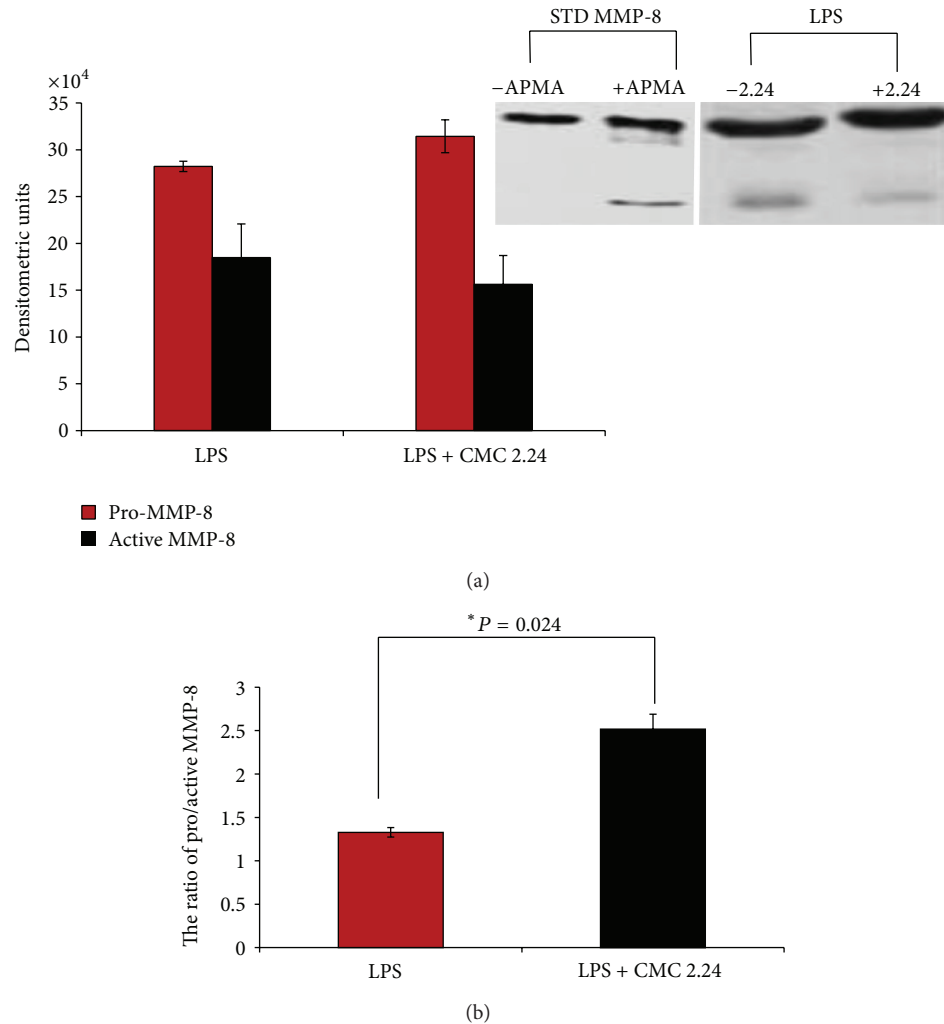 STD MMP-8 LPS
−APMA +APMA −2.24 +2.24
×10⁴
35
30
25
20
15
10
5
0
Densitometric units
LPS LPS + CMC 2.24
Pro-MMP-8
Active MMP-8
(a)
*P = 0.024
3
2.5
2
1.5
1
0.5
0
The ratio of pro/active MMP-8
LPS LPS + CMC 2.24
(b)